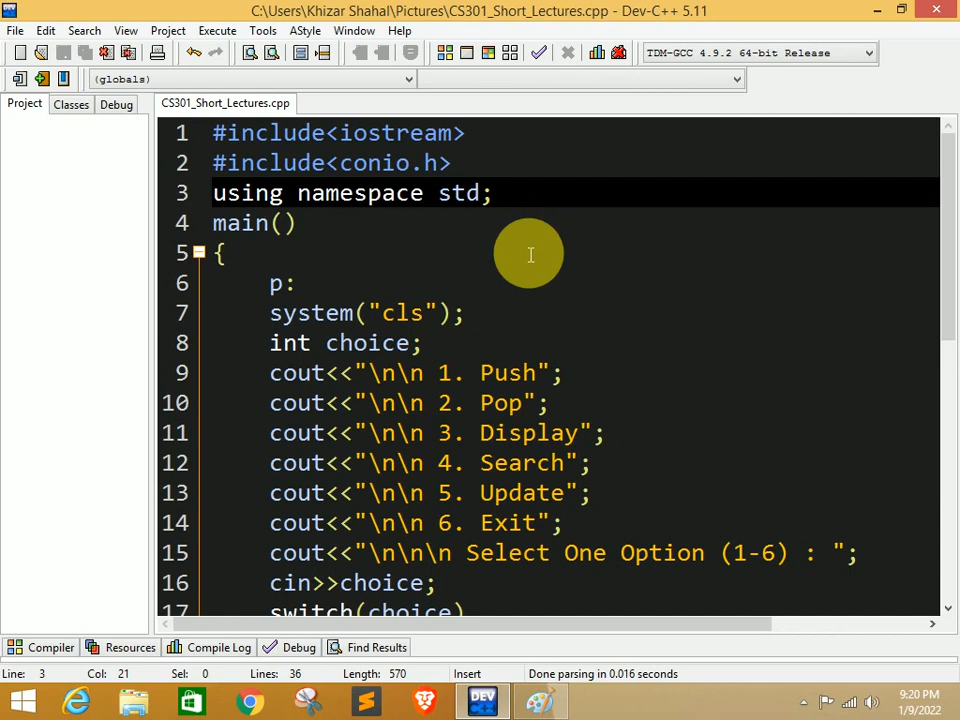 C:\Users\Khizar Shahal\Pictures\CS301_Short_Lectures.cpp - Dev-C++ 5.11
File Edit Search View Project Execute Tools AStyle Window Help
TDM-GCC 4.9.2 64-bit Release
(globals)
Project Classes Debug CS301_Short_Lectures.cpp
1 #include<iostream>
2 #include<conio.h>
3 using namespace std;
4 main()
5 {
6 p:
7 system("cls");
8 int choice;
9 cout<<"\n\n 1. Push";
10 cout<<"\n\n 2. Pop";
11 cout<<"\n\n 3. Display";
12 cout<<"\n\n 4. Search";
13 cout<<"\n\n 5. Update";
14 cout<<"\n\n 6. Exit";
15 cout<<"\n\n\n Select One Option (1-6) : ";
16 cin>>choice;
17 switch(choice)
Compiler Resources Compile Log Debug Find Results
Line: 3 Col: 21 Sel: 0 Lines: 36 Length: 570 Insert Done parsing in 0.016 seconds
DEV C++
9:20 PM
1/9/2022